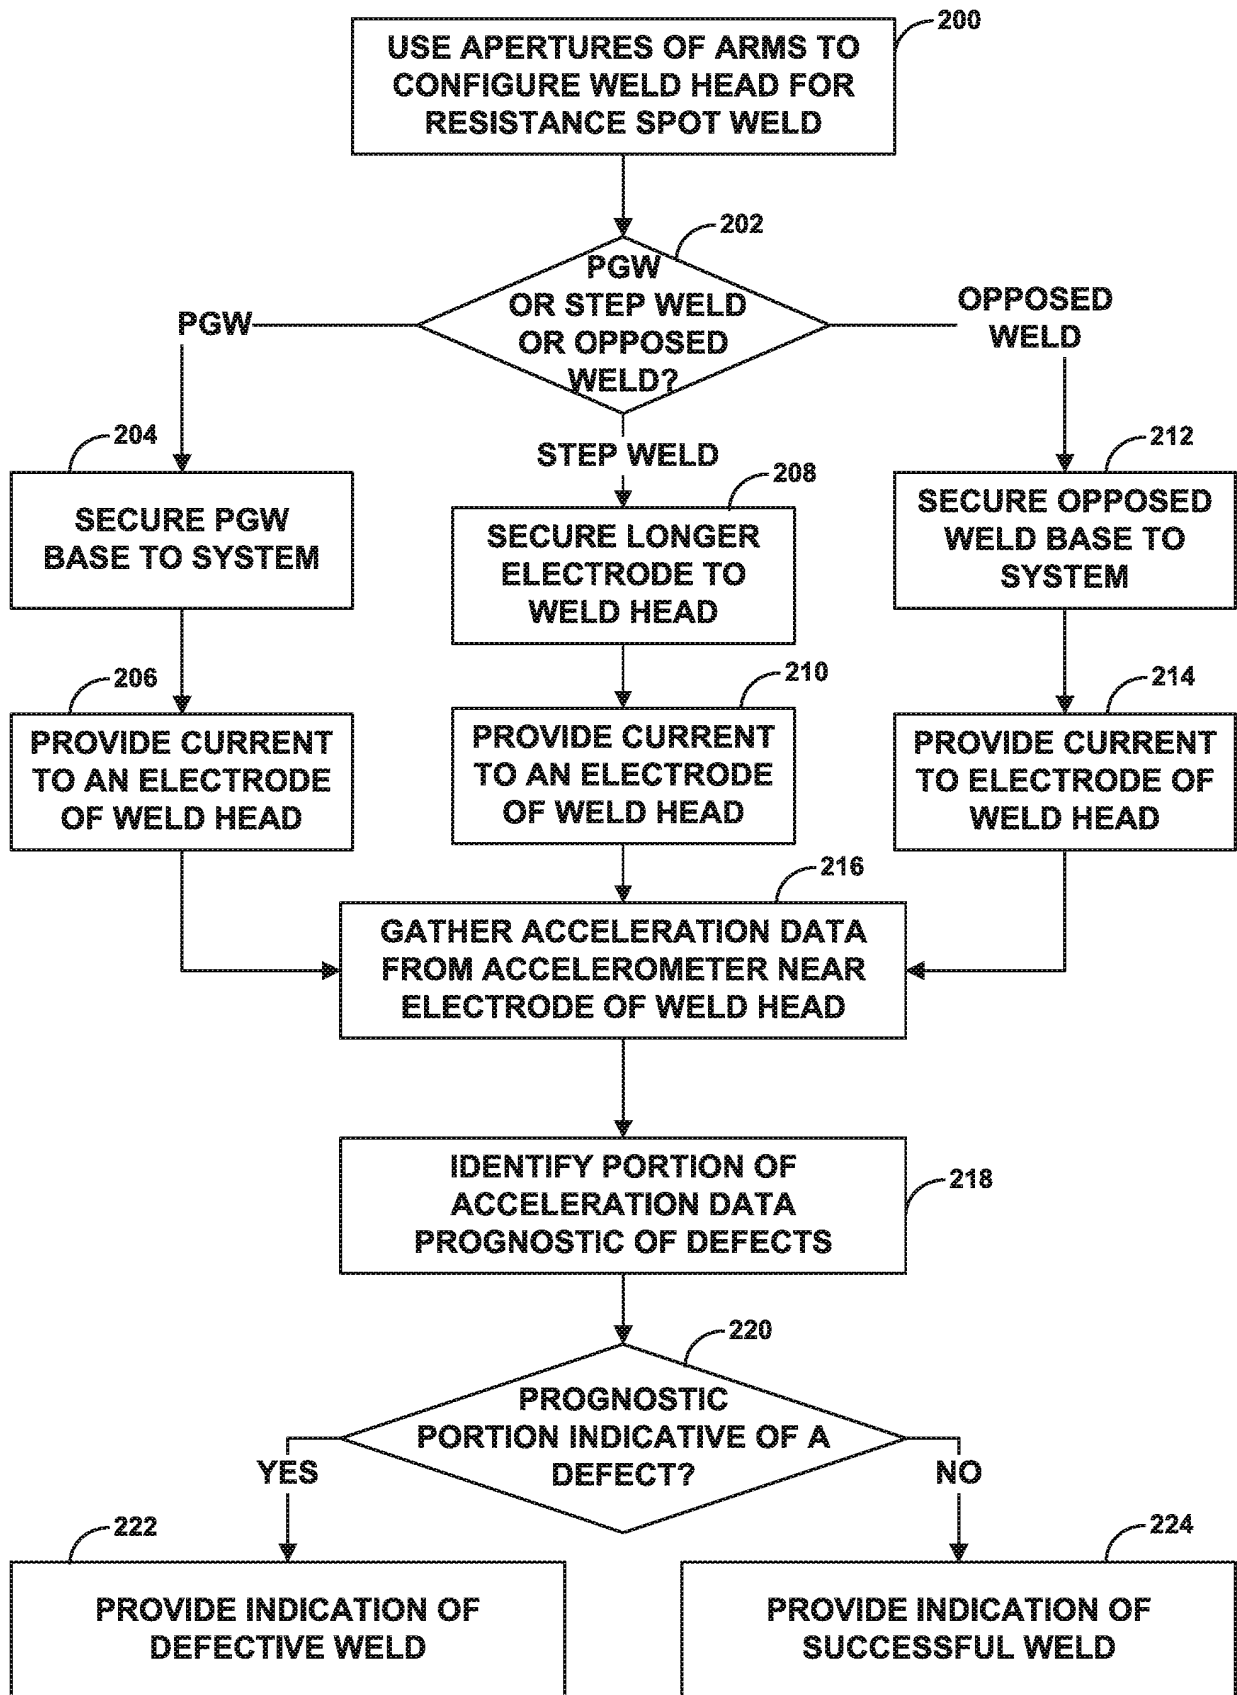 200
USE APERTURES OF ARMS TO
CONFIGURE WELD HEAD FOR
RESISTANCE SPOT WELD
202
PGW
OR STEP WELD
OR OPPOSED
WELD?
PGW
OPPOSED
WELD
STEP WELD
204
SECURE PGW
BASE TO SYSTEM
208
SECURE LONGER
ELECTRODE TO
WELD HEAD
212
SECURE OPPOSED
WELD BASE TO
SYSTEM
206
PROVIDE CURRENT
TO AN ELECTRODE
OF WELD HEAD
210
PROVIDE CURRENT
TO AN ELECTRODE
OF WELD HEAD
214
PROVIDE CURRENT
TO ELECTRODE OF
WELD HEAD
216
GATHER ACCELERATION DATA
FROM ACCELEROMETER NEAR
ELECTRODE OF WELD HEAD
218
IDENTIFY PORTION OF
ACCELERATION DATA
PROGNOSTIC OF DEFECTS
220
PROGNOSTIC
PORTION INDICATIVE OF A
DEFECT?
YES
NO
222
PROVIDE INDICATION OF
DEFECTIVE WELD
224
PROVIDE INDICATION OF
SUCCESSFUL WELD